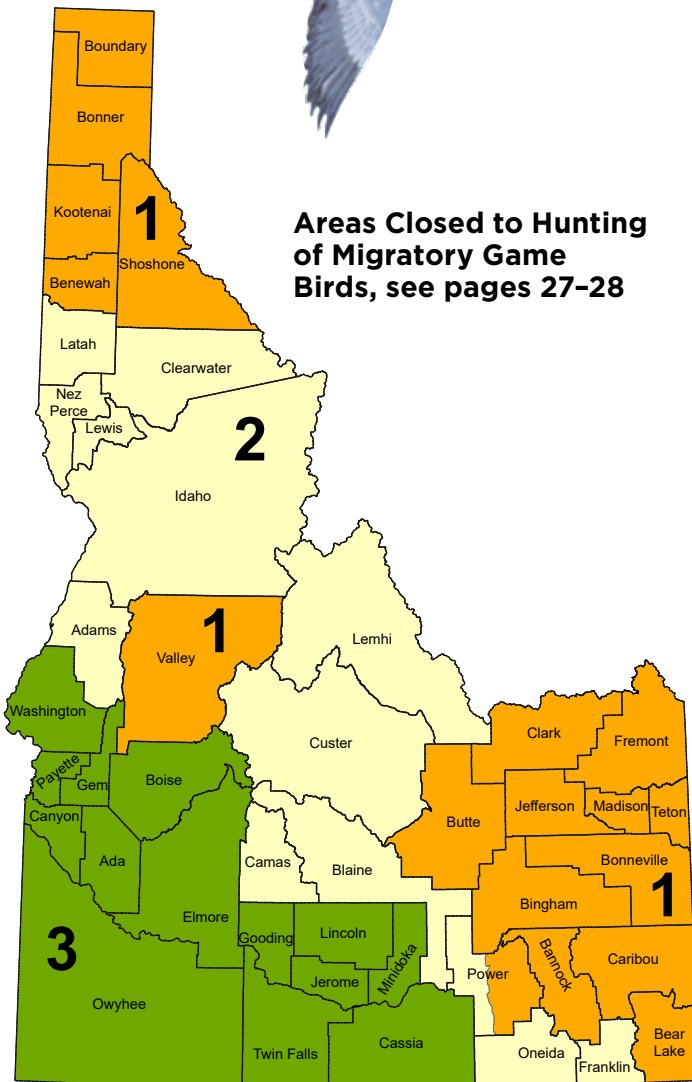 Boundary
Bonner
Kootenai
1
Shoshone
Benewah
Areas Closed to Hunting
of Migratory Game
Birds, see pages 27–28
Latah
Clearwater
Nez
Perce
Lewis
2
Idaho
Adams
1
Valley
Lemhi
Washington
Custer
Clark
Fremont
Payette
Gem
Boise
Butte
Jefferson
Madison
Teton
Canyon
Ada
Camas
Blaine
Bonneville
1
Bingham
Elmore
Gooding
Lincoln
3
Jerome
Minidoka
Power
Bannock
Caribou
Owyhee
Twin Falls
Cassia
Oneida
Franklin
Bear
Lake